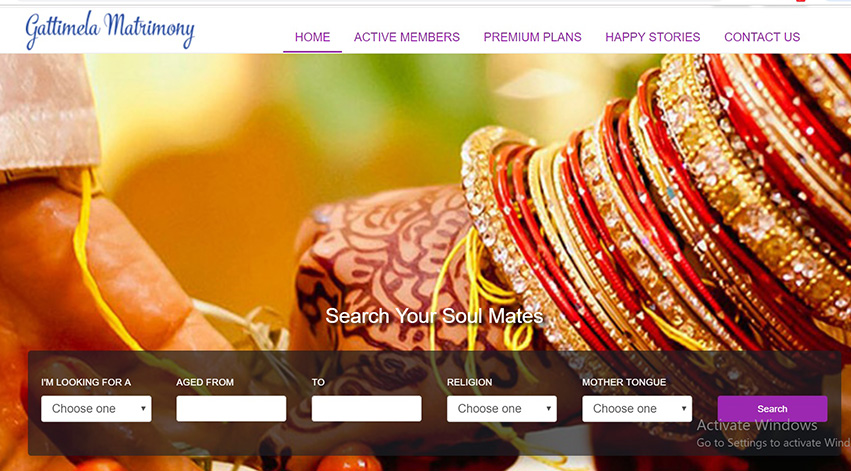 Gattimela Matrimony
HOME ACTIVE MEMBERS PREMIUM PLANS HAPPY STORIES CONTACT US
Search Your Soul Mates
I'M LOOKING FOR A AGED FROM TO RELIGION MOTHER TONGUE
Choose one Choose one Choose one Search
Activate Windows
Go to Settings to activate Wind